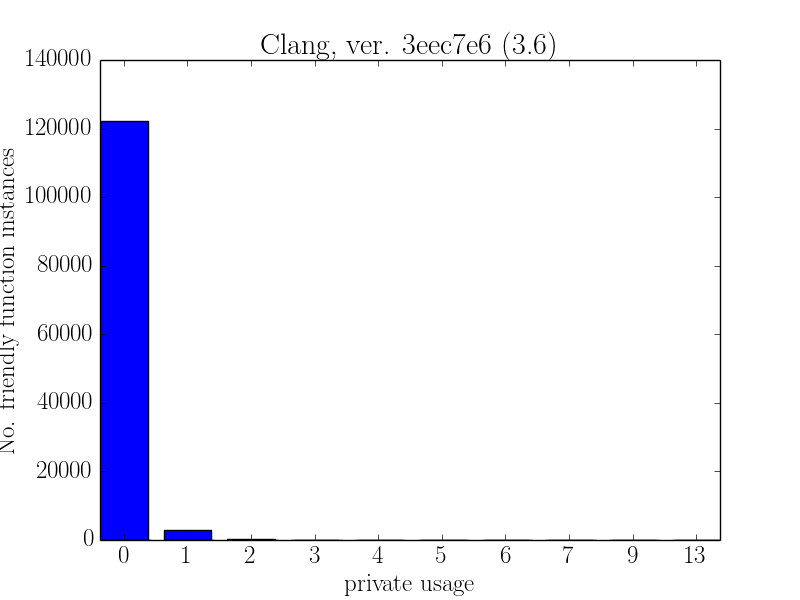 Clang, ver. 3eec7e6 (3.6)
140000
120000
100000
80000
60000
40000
20000
0
No. friendly function instances
0 1 2 3 4 5 6 7 9 13
private usage